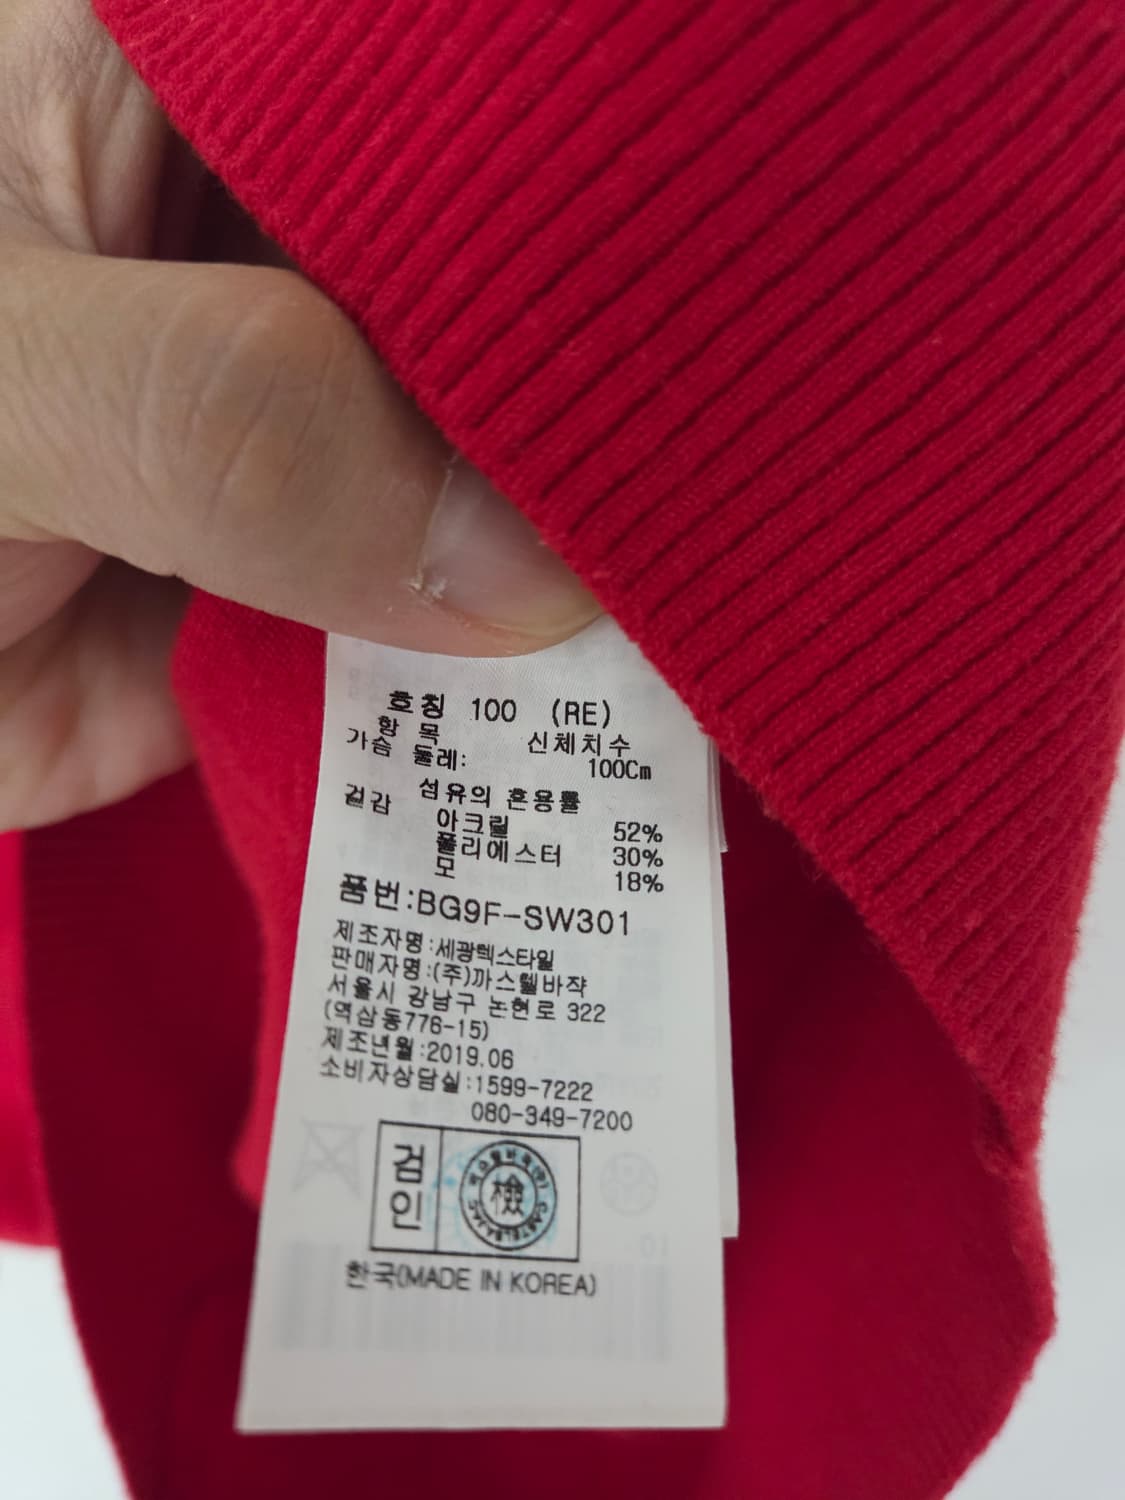 호칭 100 (RE)
항목 신체치수
가슴 둘레: 100Cm
섬유의 혼용률
겉감
아크릴 52%
폴리에스터 30%
모 18%
품번:BG9F-SW301
제조자명:세광텍스타일
판매자명:(주)까스텔바쟉
서울시 강남구 논현로 322
(역삼동776-15)
제조년월:2019.06
소비자상담실:1599-7222
080-349-7200
검인
檢
CASTELBAJAC
한국(MADE IN KOREA)